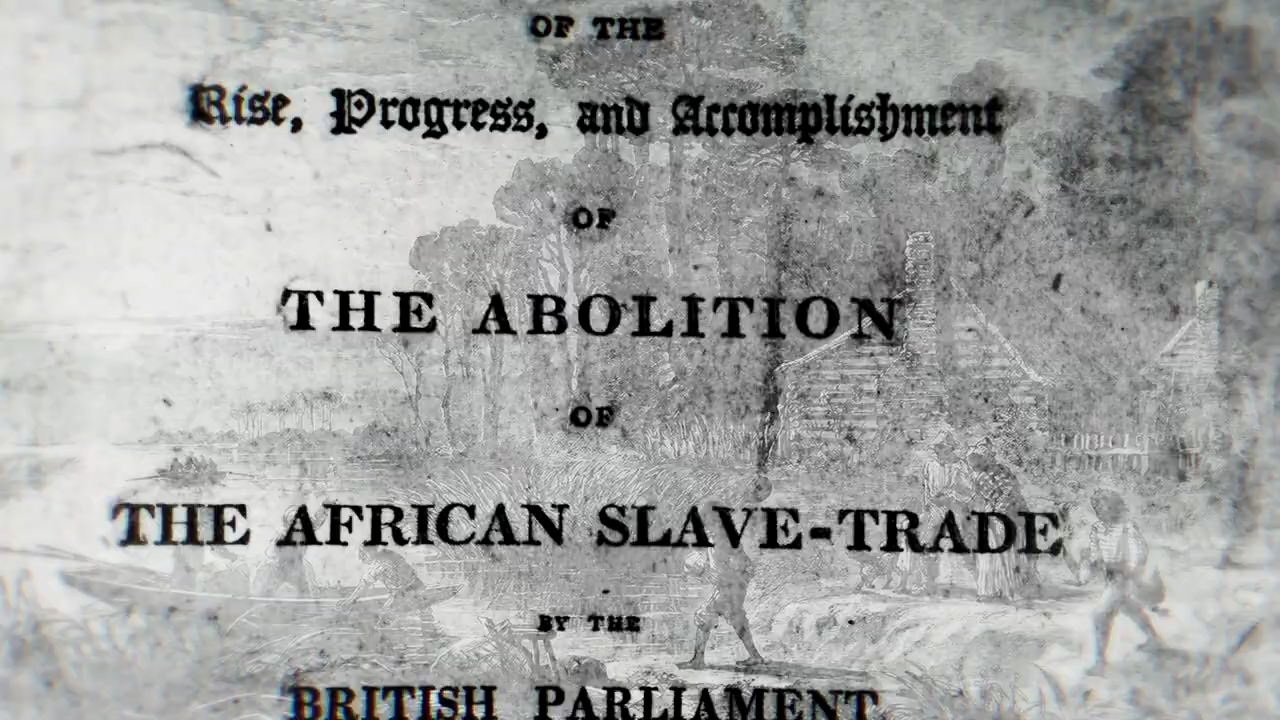 OF THE
Rise, Progress, and Accomplishment
OF
THE ABOLITION
OF
THE AFRICAN SLAVE-TRADE
BY THE
BRITISH PARLIAMENT